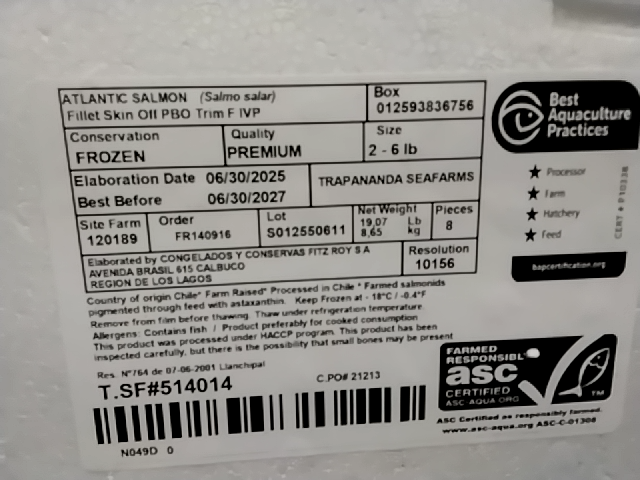 ATLANTIC SALMON (Salmo salar)
Fillet Skin Off PBO Trim F IVP
Box
012593836756
Conservation
FROZEN
Quality
PREMIUM
Size
2 - 6 lb
Elaboration Date 06/30/2025
Best Before 06/30/2027
TRAPANANDA SEAFARMS
Site Farm
120189
Order
FR140916
Lot
S012550611
Net Weight
19,07 Lb
8,65 kg
Pieces
8
Elaborated by CONGELADOS Y CONSERVAS FITZ ROY S A
AVENIDA BRASIL 615 CALBUCO
REGION DE LOS LAGOS
Resolution
10156
Country of origin Chile* Farm Raised* Processed in Chile * Farmed salmonids
pigmented through feed with astaxanthin. Keep Frozen at - 18°C / -0.4°F
Remove from film before thawing. Thaw under refrigeration temperature.
Allergens: Contains fish / Product preferably for cooked consumption
This product was processed under HACCP program. This product has been
inspected carefully, but there is the possibility that small bones may be present
Res. N°764 de 07-06-2001 Llanchipal
T.SF#514014
C.PO# 21213
N049D 0
Best
Aquaculture
Practices
Processor
Farm
Hatchery
Feed
bapcertification.org
FARMED
RESPONSIBL
asc
CERTIFIED
ASC-AQUA.ORG
TM
ASC Certified as responsibly farmed.
www.asc-aqua.org ASC-C-01308